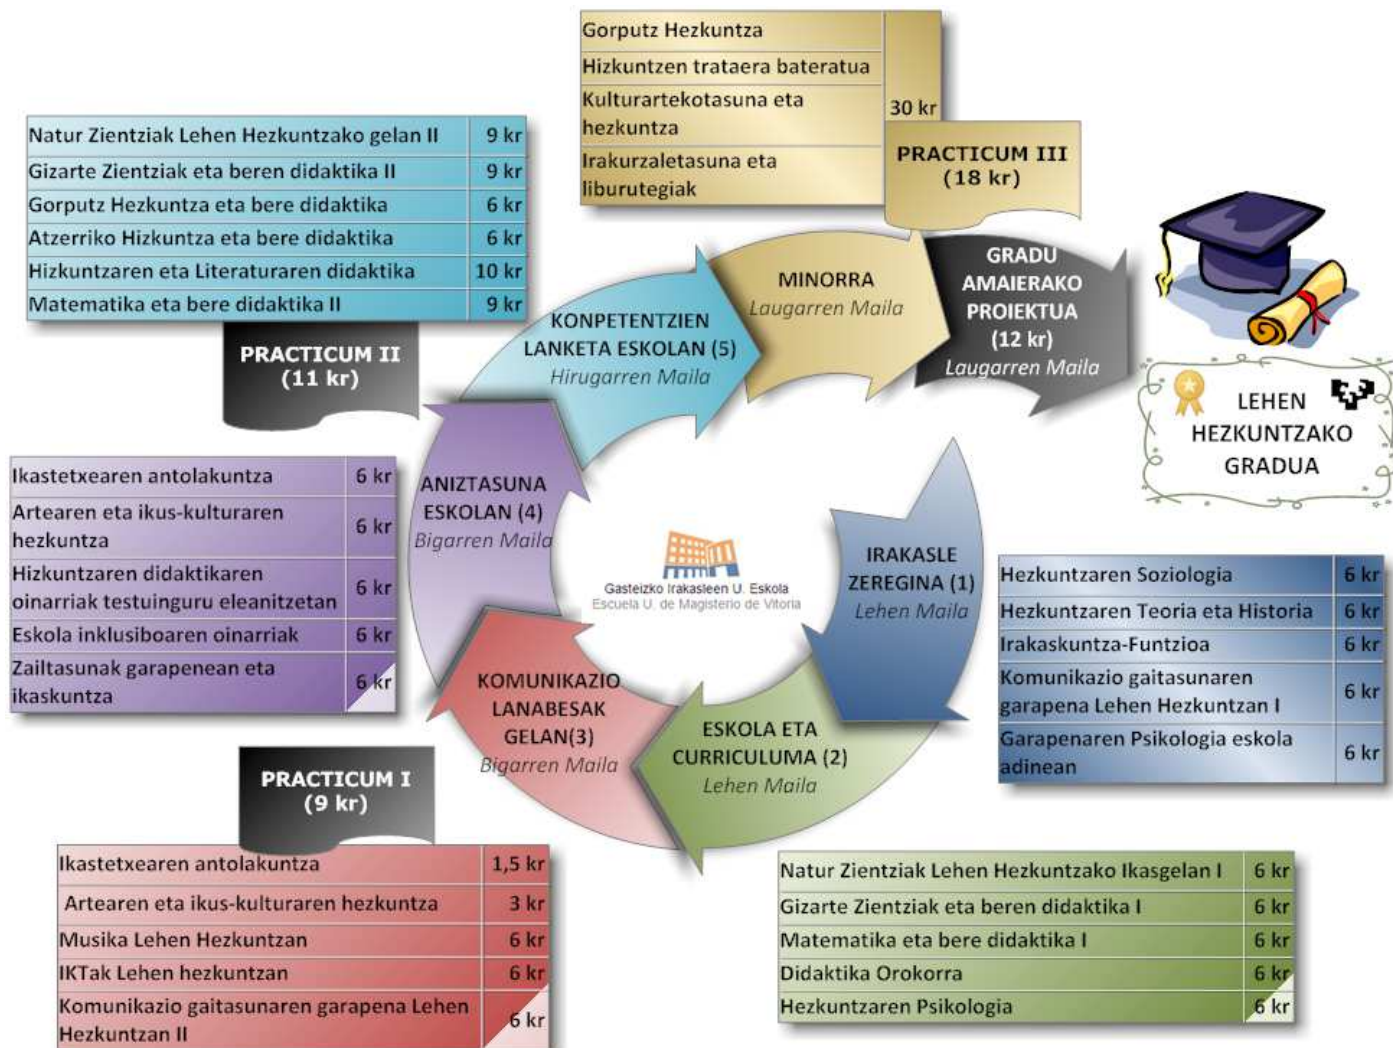 Gorputz Hezkuntza
Hizkuntzen trataera bateratua
Kulturartekotasuna eta
hezkuntza
Irakurzaletasuna eta
liburutegiak
30 kr
PRACTICUM III
(18 kr)
Natur Zientziak Lehen Hezkuntzako gelan II 9 kr
Gizarte Zientziak eta beren didaktika II 9 kr
Gorputz Hezkuntza eta bere didaktika 6 kr
Atzerriko Hizkuntza eta bere didaktika 6 kr
Hizkuntzaren eta Literaturaren didaktika 10 kr
Matematika eta bere didaktika II 9 kr
PRACTICUM II
(11 kr)
KONPETENTZIEN
LANKETA ESKOLAN (5)
Hirugarren Maila
MINORRA
Laugarren Maila
GRADU
AMAIERAKO
PROIEKTUA
(12 kr)
Laugarren Maila
LEHEN
HEZKUNTZAKO
GRADUA
Ikastetxearen antolakuntza 6 kr
Artearen eta ikus-kulturaren
hezkuntza 6 kr
Hizkuntzaren didaktikaren
oinarriak testuinguru eleanitzetan 6 kr
Eskola inklusiboaren oinarriak 6 kr
Zailtasunak garapenean eta
ikaskuntza 6 kr
ANIZTASUNA
ESKOLAN (4)
Bigarren Maila
Gasteizko Irakasleen U. Eskola
Escuela U. de Magisterio de Vitoria
IRAKASLE
ZEREGINA (1)
Lehen Maila
Hezkuntzaren Soziologia 6 kr
Hezkuntzaren Teoria eta Historia 6 kr
Irakaskuntza-Funtzioa 6 kr
Komunikazio gaitasunaren
garapena Lehen Hezkuntzan I 6 kr
Garapenaren Psikologia eskola
adinean 6 kr
KOMUNIKAZIO
LANABESAK
GELAN(3)
Bigarren Maila
ESKOLA ETA
CURRICULUMA (2)
Lehen Maila
PRACTICUM I
(9 kr)
Ikastetxearen antolakuntza 1,5 kr
Artearen eta ikus-kulturaren hezkuntza 3 kr
Musika Lehen Hezkuntzan 6 kr
IKTak Lehen hezkuntzan 6 kr
Komunikazio gaitasunaren garapena Lehen
Hezkuntzan II 6 kr
Natur Zientziak Lehen Hezkuntzako Ikasgelan I 6 kr
Gizarte Zientziak eta beren didaktika I 6 kr
Matematika eta bere didaktika I 6 kr
Didaktika Orokorra 6 kr
Hezkuntzaren Psikologia 6 kr